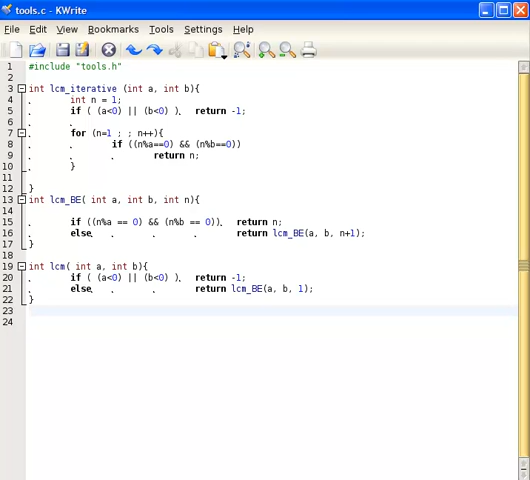 tools.c - KWrite
File Edit View Bookmarks Tools Settings Help
1 #include "tools.h"
2
3 int lcm_iterative (int a, int b){
4 int n = 1;
5 if ( (a<0) || (b<0) ) return -1;
6
7 for (n=1 ; ; n++){
8 if ((n%a==0) && (n%b==0))
9 return n;
10 }
11
12 }
13 int lcm_BE( int a, int b, int n){
14
15 if ((n%a == 0) && (n%b == 0)) return n;
16 else return lcm_BE(a, b, n+1);
17 }
18
19 int lcm( int a, int b){
20 if ( (a<0) || (b<0) ) return -1;
21 else return lcm_BE(a, b, 1);
22 }
23
24